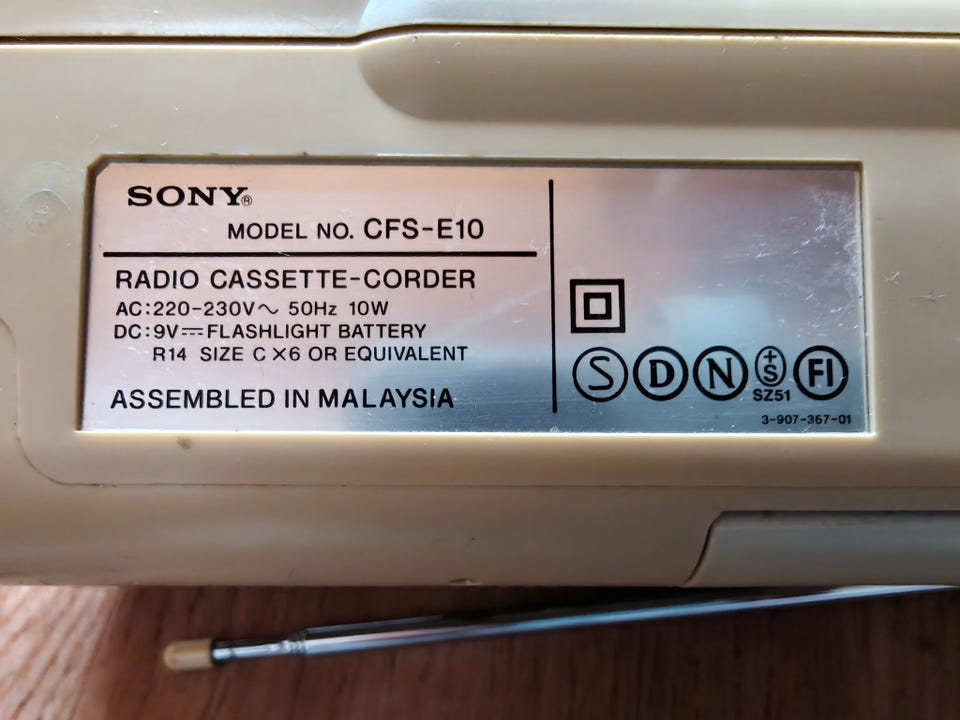 SONY®
MODEL NO. CFS-E10
RADIO CASSETTE-CORDER
AC:220-230V～ 50Hz 10W
DC:9V⎓FLASHLIGHT BATTERY
R14 SIZE C X6 OR EQUIVALENT
ASSEMBLED IN MALAYSIA
S D N +S FI
SZ51
3-907-367-01